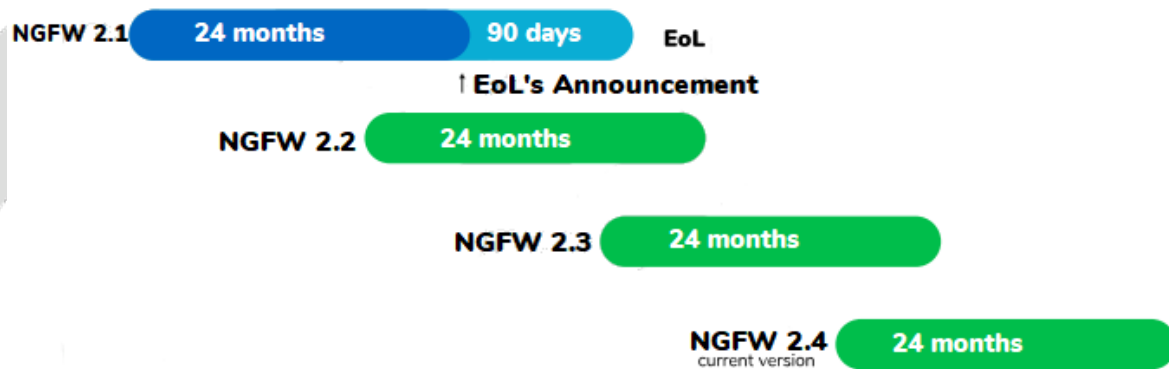 NGFW 2.1 24 months 90 days EoL
↑ EoL's Announcement
NGFW 2.2 24 months
NGFW 2.3 24 months
NGFW 2.4 24 months
current version